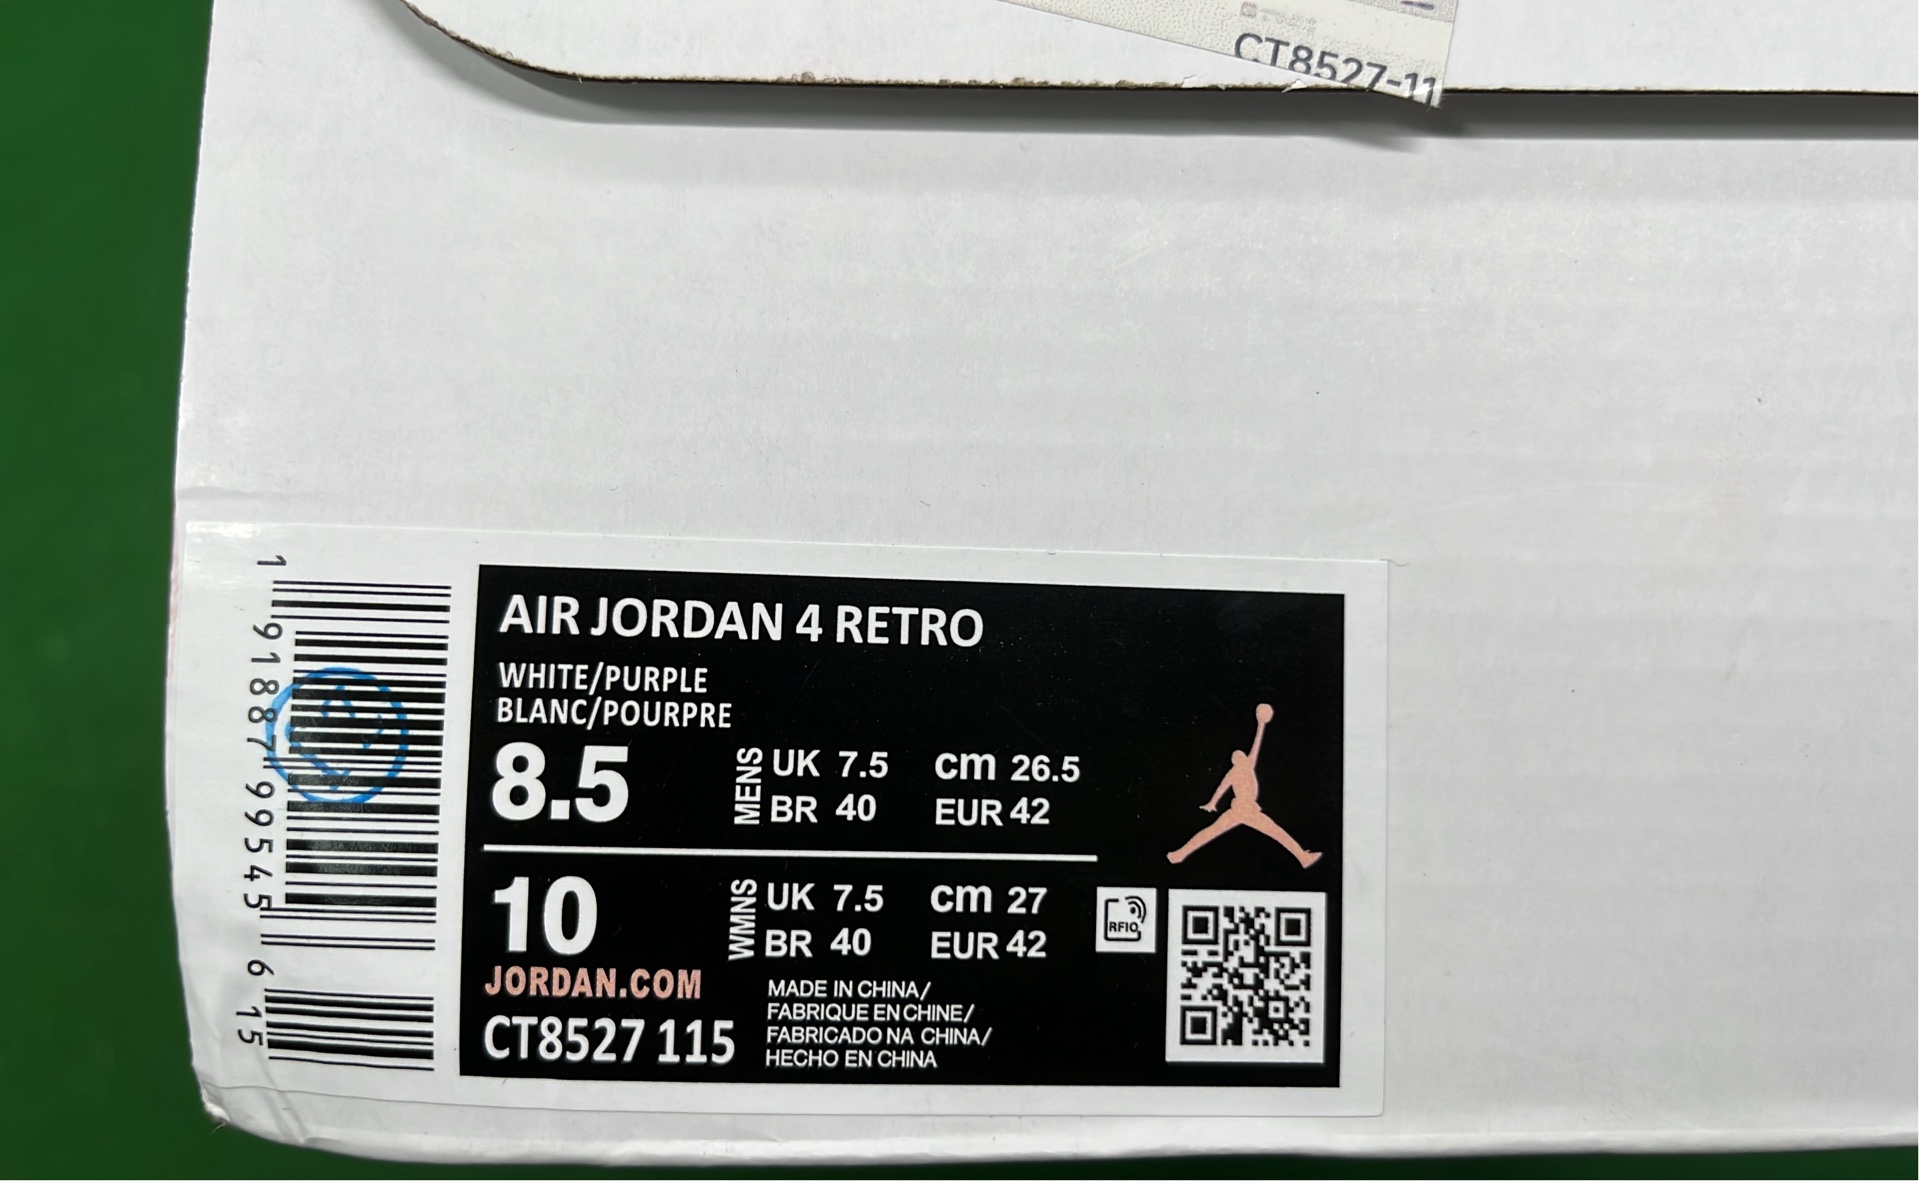 CT8527-11
AIR JORDAN 4 RETRO
WHITE/PURPLE
BLANC/POURPRE
8.5
MENS
UK 7.5 cm 26.5
BR 40 EUR 42
10
WMNS
UK 7.5 cm 27
BR 40 EUR 42
RFIO
JORDAN.COM
CT8527 115
MADE IN CHINA/
FABRIQUE EN CHINE/
FABRICADO NA CHINA/
HECHO EN CHINA
1 91887 99545 6 15